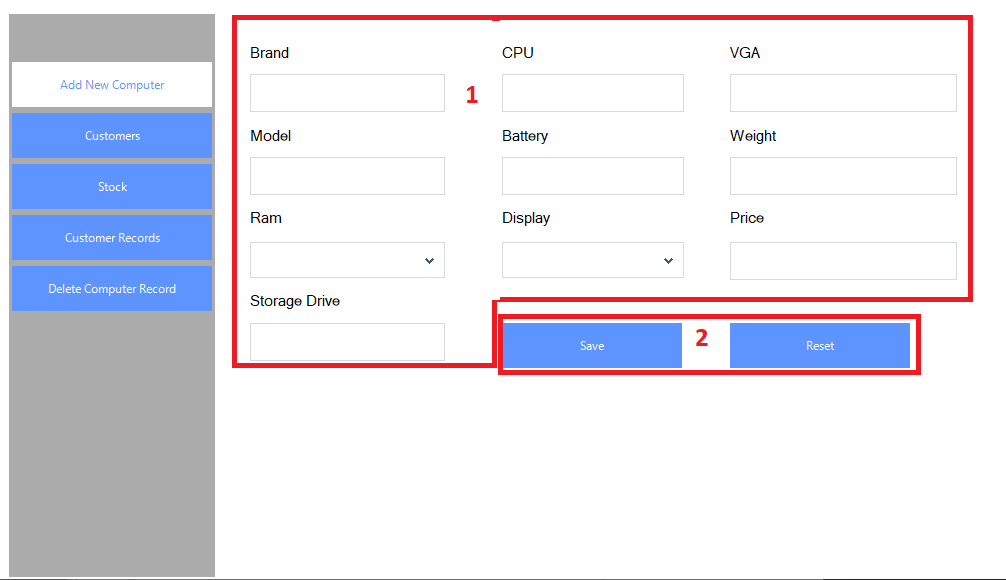 Add New Computer
Customers
Stock
Customer Records
Delete Computer Record
Brand
CPU
VGA
1
Model
Battery
Weight
Ram
Display
Price
Storage Drive
Save
2
Reset